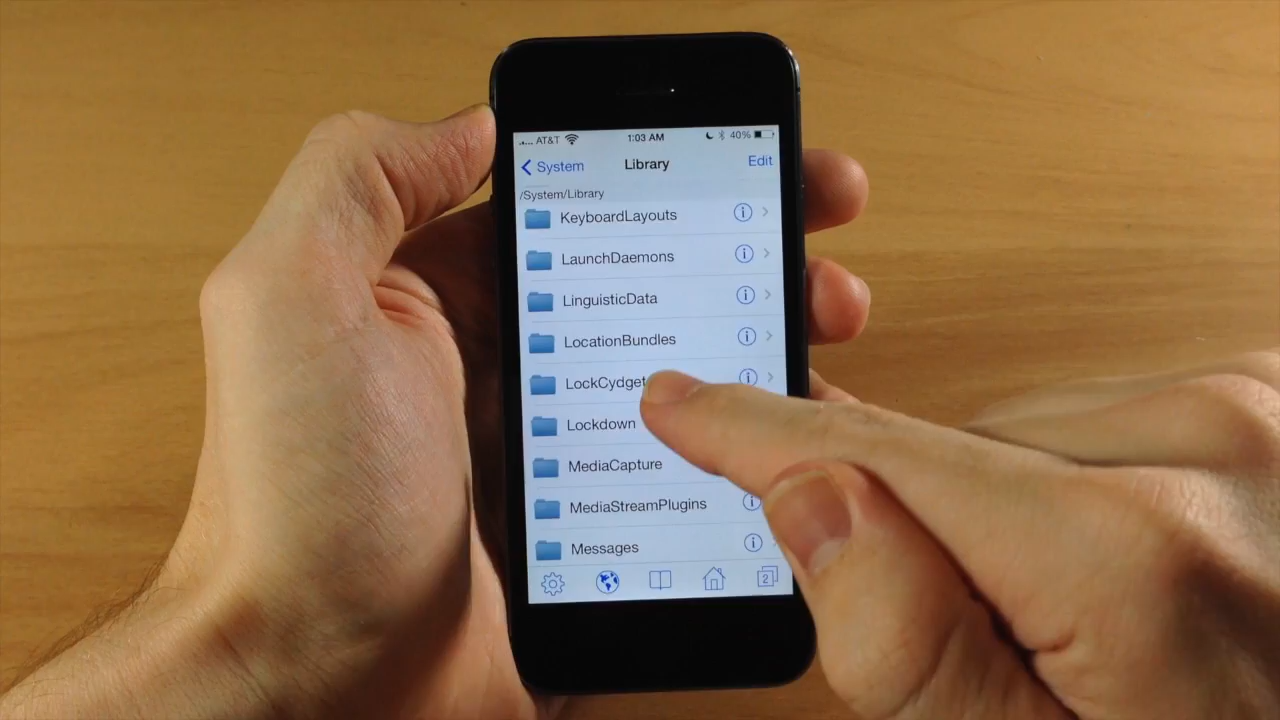 AT&T 1:03 AM 40%
System Library Edit
/System/Library
KeyboardLayouts
LaunchDaemons
LinguisticData
LocationBundles
LockCydget
Lockdown
MediaCapture
MediaStreamPlugins
Messages
2